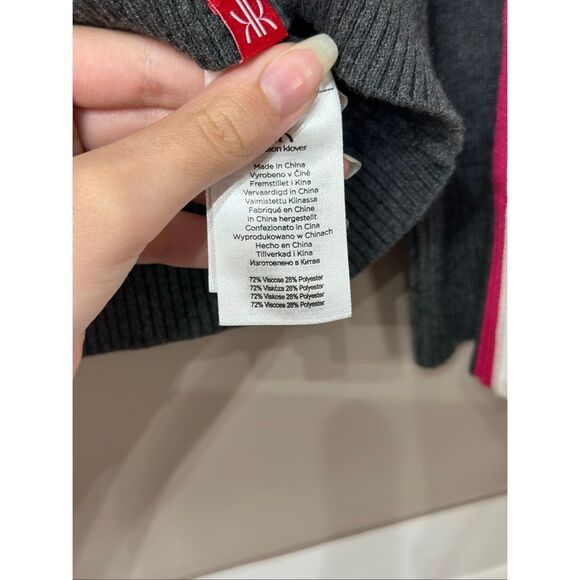 klover
Made in China
Vyrobeno v Číně
Fremstillet i Kina
Vervaardigd in China
Valmistettu Kiinassa
Fabriqué en Chine
In China hergestellt
Confezionato in Cina
Wyprodukowano w Chinach
Hecho en China
Tillverkad i Kina
Изготовлено в Китае
72% Viscose 28% Polyester
72% Viskóza 28% Polyester
72% Viskose 28% Polyester
72% Viscose 28% Polyester